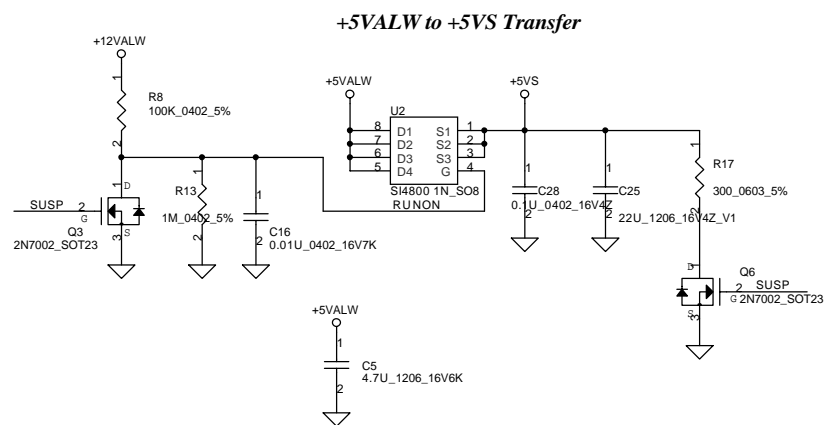 +5VALW to +5VS Transfer
+12VALW
1
R8
100K_0402_5%
2
+5VALW
+5VS
U2
8 D1 S1 1
7 D2 S2 2
6 D3 S3 3
5 D4 G 4
SI4800 1N_SO8
RUNON
1 D
SUSP 2 G
3 S
Q3
2N7002_SOT23
1
R13
1M_0402_5%
2
1
C16
2 0.01U_0402_16V7K
1
C28
0.1U_0402_16V4Z
2
1
C25
2 22U_1206_16V4Z_V1
1
R17
300_0603_5%
2
D 1
Q6
G 2 SUSP
2N7002_SOT23
S 3
+5VALW
1
C5
4.7U_1206_16V6K
2